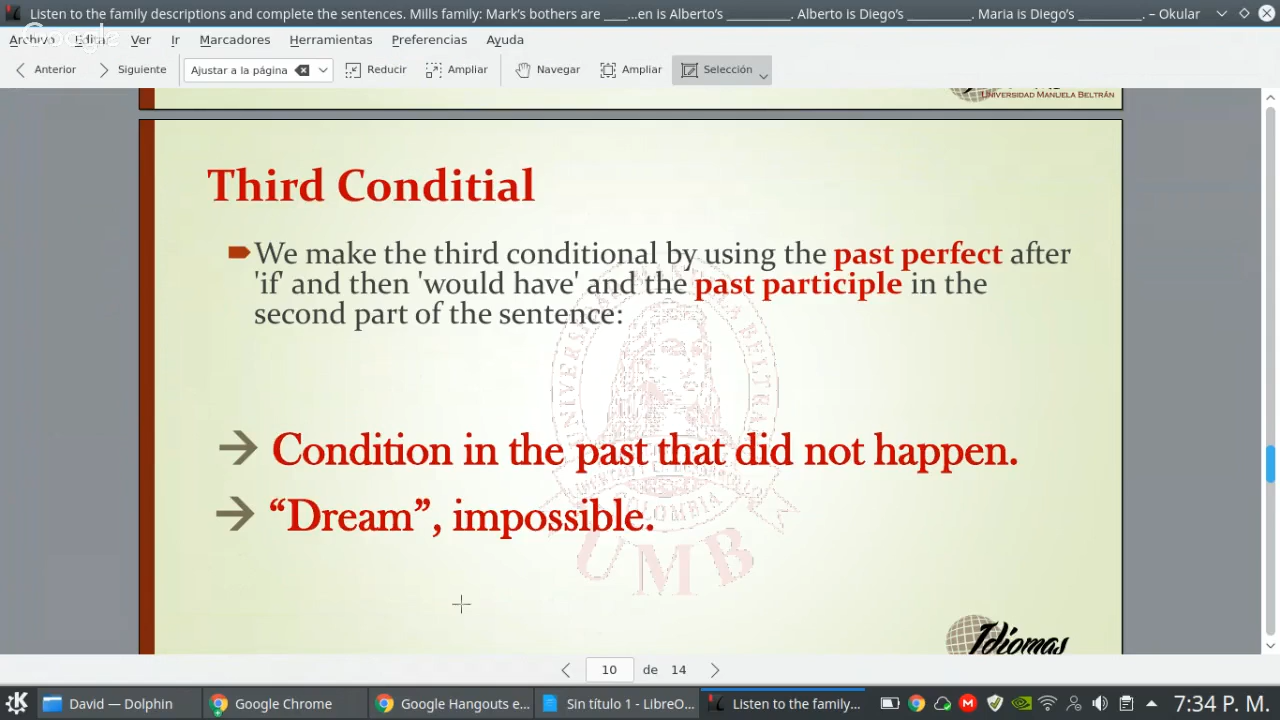 Listen to the family descriptions and complete the sentences. Mills family: Mark's bothers are ____...en is Alberto's __________. Alberto is Diego's __________. Maria is Diego's __________. – Okular
Google
Archivo Editar Ver Ir Marcadores Herramientas Preferencias Ayuda
Anterior Siguiente Ajustar a la página Reducir Ampliar Navegar Ampliar Selección
UNIVERSIDAD MANUELA BELTRÁN
Third Conditial
We make the third conditional by using the past perfect after
'if' and then 'would have' and the past participle in the
second part of the sentence:
→ Condition in the past that did not happen.
→ “Dream”, impossible.
UMB
Idiomas
10 de 14
David — Dolphin Google Chrome Google Hangouts e... Sin título 1 - LibreO... Listen to the family... 7:34 P. M.